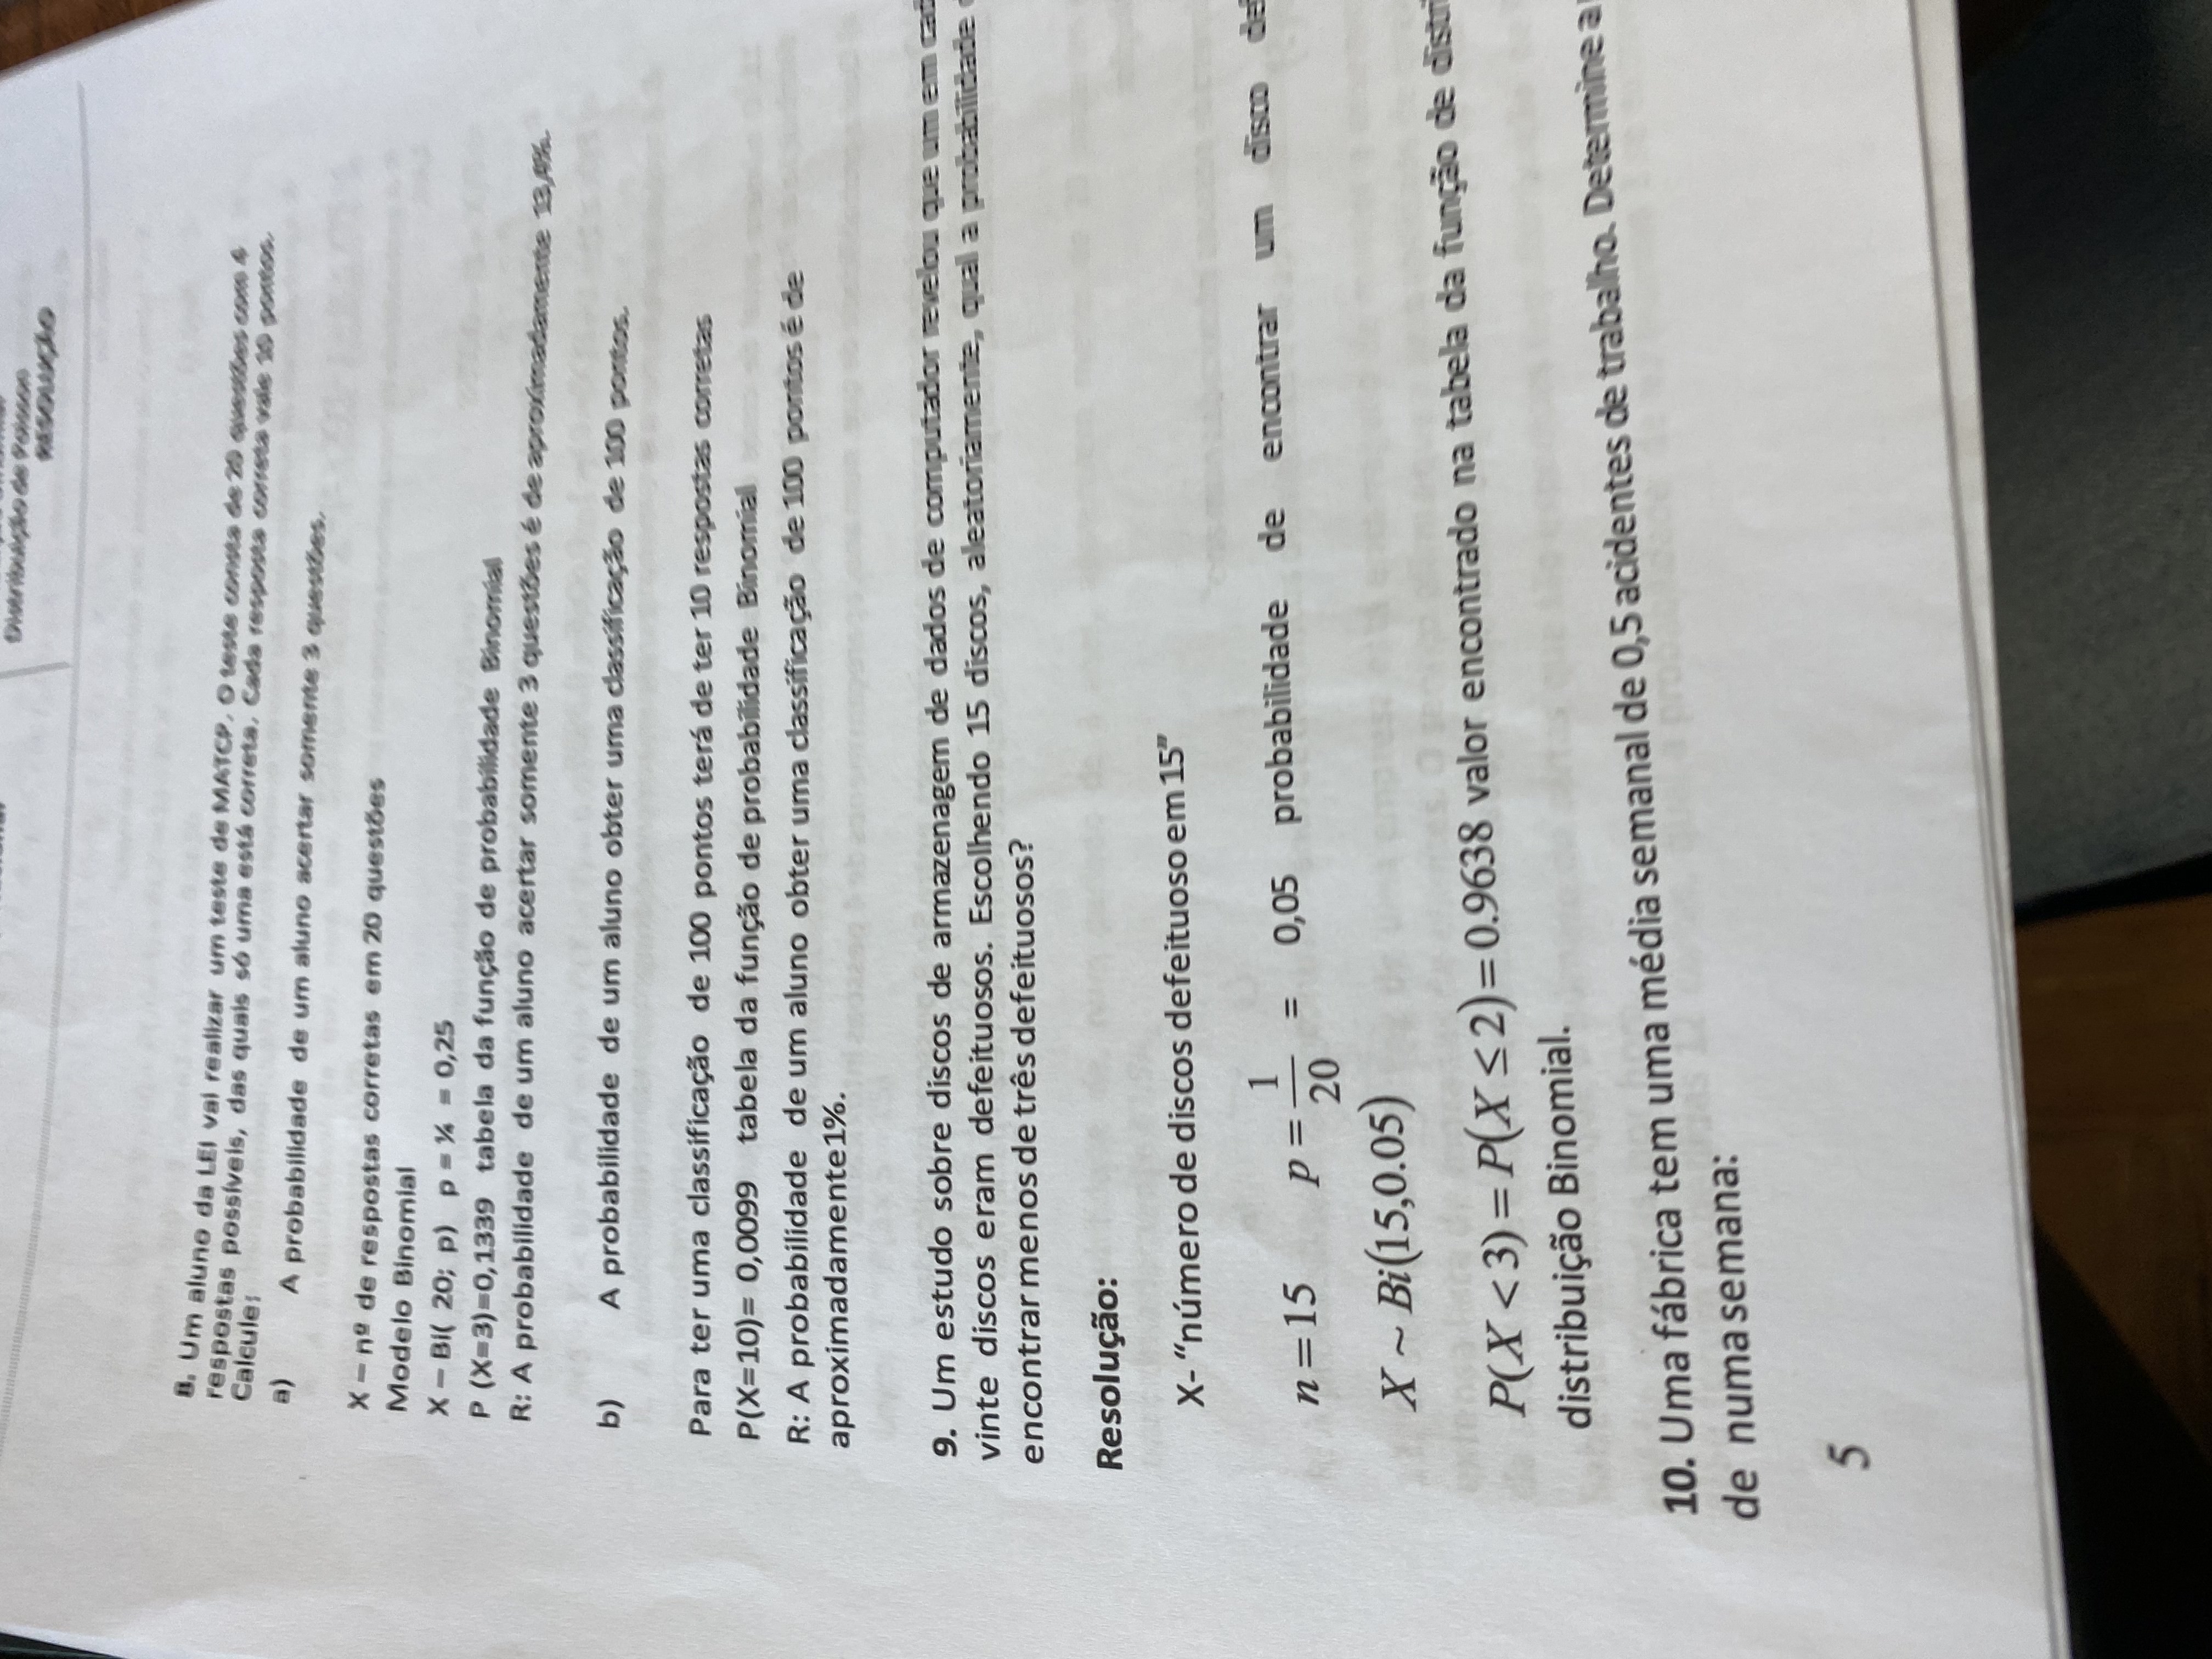 Distribuição de Poisson
RESOLUÇÃO
8. Um aluno da LEI vai realizar um teste de MATCP. O teste consta de 20 questões com 4
respostas possíveis, das quais só uma está correta. Cada resposta correta vale 10 pontos.
Calcule:
a) A probabilidade de um aluno acertar somente 3 questões.
X – nº de respostas corretas em 20 questões
Modelo Binomial
X – Bi( 20; p) p = ¼ = 0,25
P (X=3)=0,1339 tabela da função de probabilidade Binomial
R: A probabilidade de um aluno acertar somente 3 questões é de aproximadamente 13,4%.
b) A probabilidade de um aluno obter uma classificação de 100 pontos.
Para ter uma classificação de 100 pontos terá de ter 10 respostas corretas
P(X=10)= 0,0099 tabela da função de probabilidade Binomial
R: A probabilidade de um aluno obter uma classificação de 100 pontos é de
aproximadamente1%.
9. Um estudo sobre discos de armazenagem de dados de computador revelou que um em cad
vinte discos eram defeituosos. Escolhendo 15 discos, aleatoriamente, qual a probabilidade
encontrar menos de três defeituosos?
Resolução:
X- “número de discos defeituoso em 15”
n = 15 p = 1/20 = 0,05 probabilidade de encontrar um disco def
X ~ Bi(15,0.05)
P(X < 3) = P(X ≤ 2) = 0.9638 valor encontrado na tabela da função de distri
distribuição Binomial.
10. Uma fábrica tem uma média semanal de 0,5 acidentes de trabalho. Determine a
de numa semana:
5